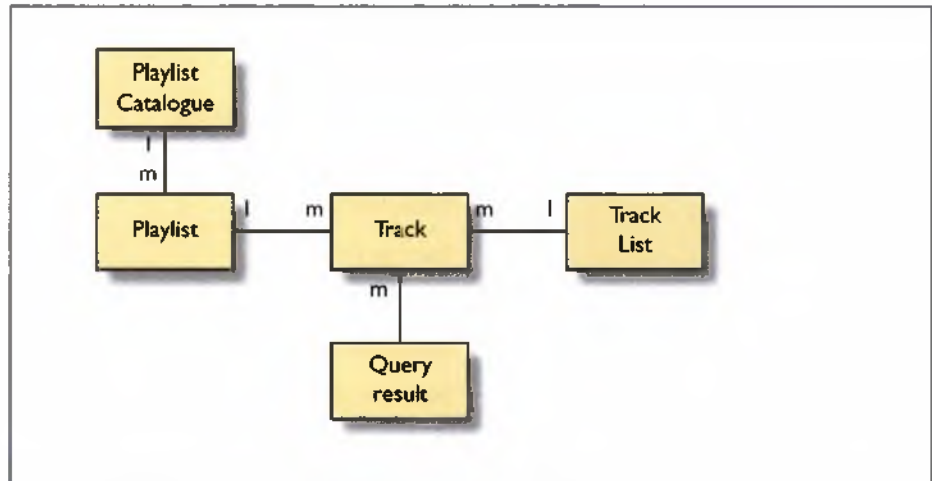 Playlist
Catalogue
l
m
Playlist
l
m
Track
m
l
Track
List
m
Query
result